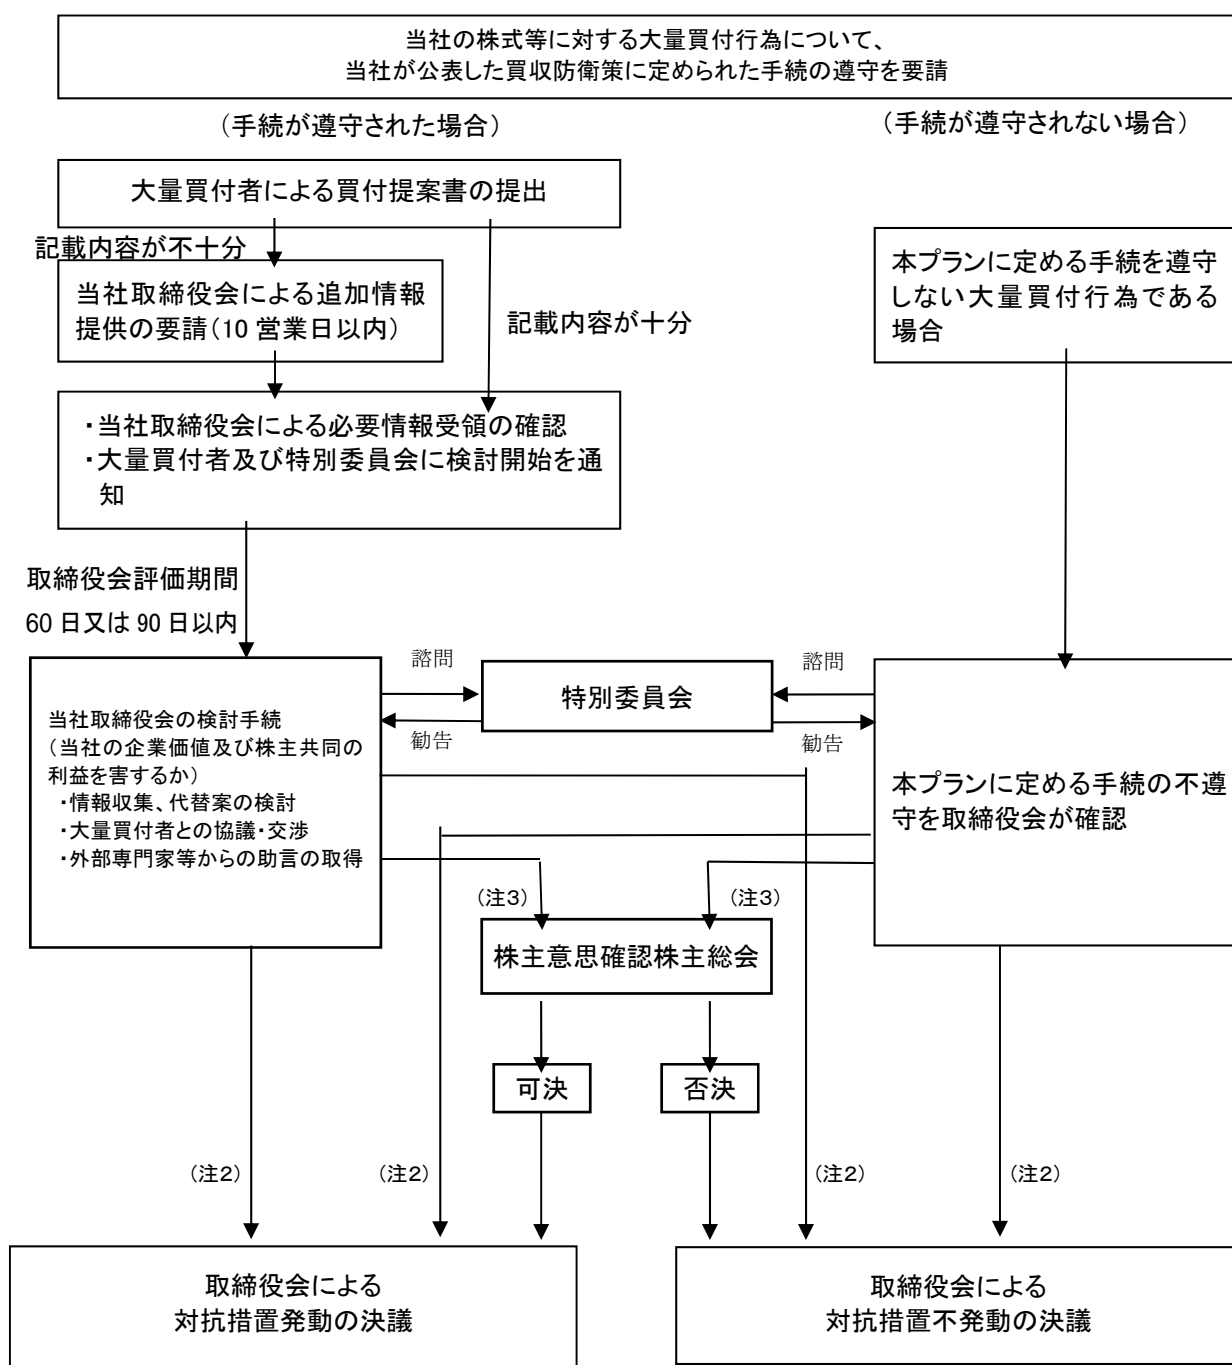 当社の株式等に対する大量買付行為について、
当社が公表した買収防衛策に定められた手続の遵守を要請
（手続が遵守された場合）
（手続が遵守されない場合）
大量買付者による買付提案書の提出
記載内容が不十分
当社取締役会による追加情報
提供の要請（10 営業日以内）
記載内容が十分
本プランに定める手続を遵守
しない大量買付行為である
場合
・当社取締役会による必要情報受領の確認
・大量買付者及び特別委員会に検討開始を通
知
取締役会評価期間
60 日又は 90 日以内
諮問
特別委員会
諮問
勧告
勧告
当社取締役会の検討手続
（当社の企業価値及び株主共同の
利益を害するか）
・情報収集、代替案の検討
・大量買付者との協議・交渉
・外部専門家等からの助言の取得
本プランに定める手続の不遵
守を取締役会が確認
（注３）
（注３）
株主意思確認株主総会
可決
否決
（注２）
（注２）
（注２）
（注２）
取締役会による
対抗措置発動の決議
取締役会による
対抗措置不発動の決議